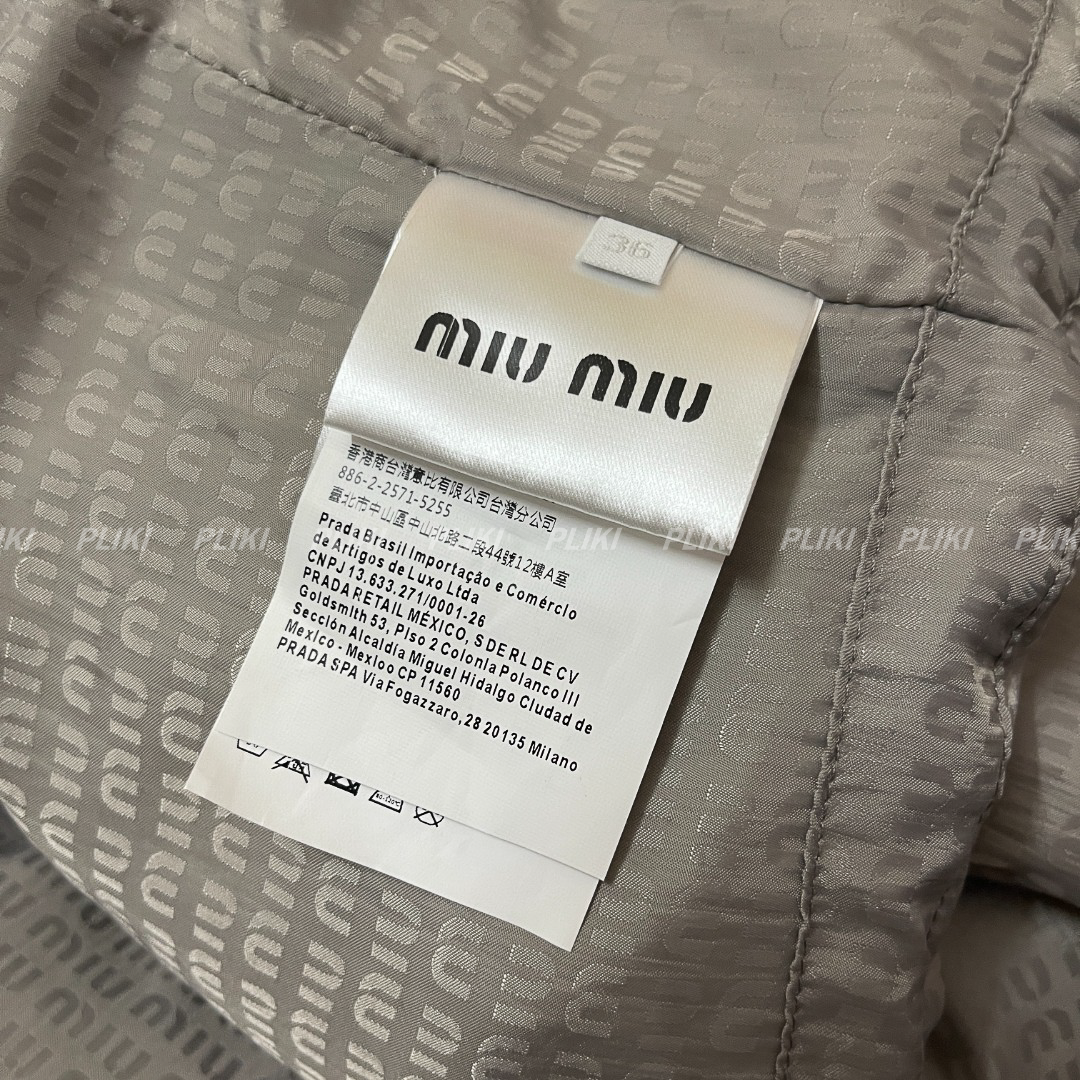 36
miu miu
香港商台灣意比有限公司台灣分公司
886-2-2571-5255
臺北市中山區中山北路二段44號12樓A室
Prada Brasil Importação e Comércio
de Artigos de Luxo Ltda
CNPJ 13.633.271/0001-26
PRADA RETAIL MÉXICO, S DE RL DE CV
Goldsmith 53, Piso 2 Colonia Polanco III
Sección Alcaldía Miguel Hidalgo Ciudad de
Mexico - Mexioo CP 11560
PRADA SPA Via Fogazzaro, 28 20135 Milano
PLIKI PLIKI PLIKI PLIKI PLIKI PLIKI PLIKI PLIKI